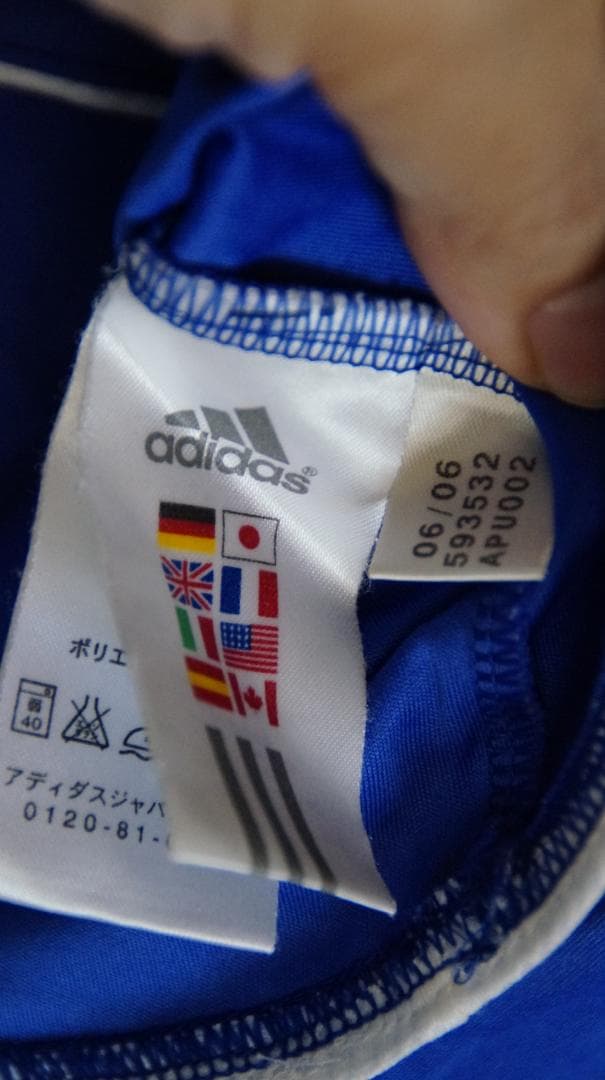 adidas®
06/06
593532
APU002
ポリエ
弱
40
アディダスジャパ
0120-81-